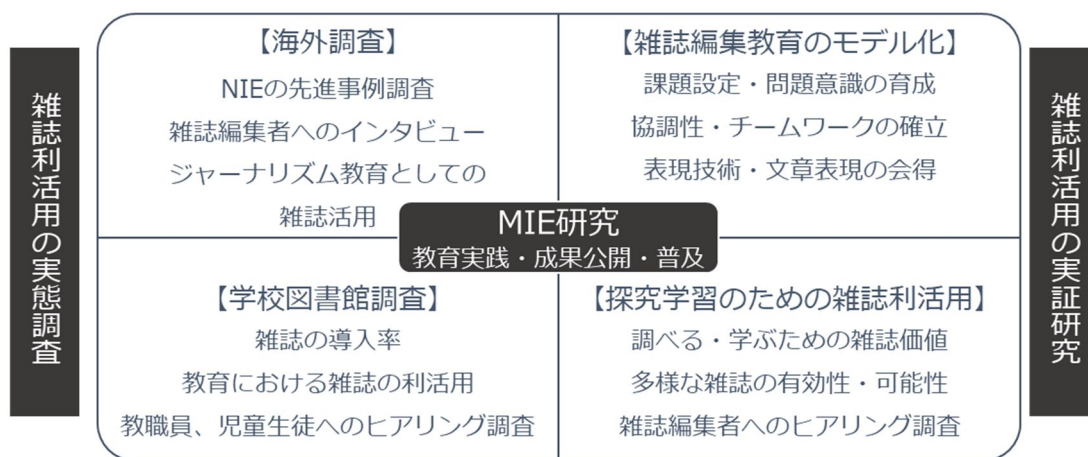 雑誌利活用の実態調査
【海外調査】
NIEの先進事例調査
雑誌編集者へのインタビュー
ジャーナリズム教育としての
雑誌活用
【雑誌編集教育のモデル化】
課題設定・問題意識の育成
協調性・チームワークの確立
表現技術・文章表現の会得
MIE研究
教育実践・成果公開・普及
【学校図書館調査】
雑誌の導入率
教育における雑誌の利活用
教職員、児童生徒へのヒアリング調査
【探究学習のための雑誌利活用】
調べる・学ぶための雑誌価値
多様な雑誌の有効性・可能性
雑誌編集者へのヒアリング調査
雑誌利活用の実証研究